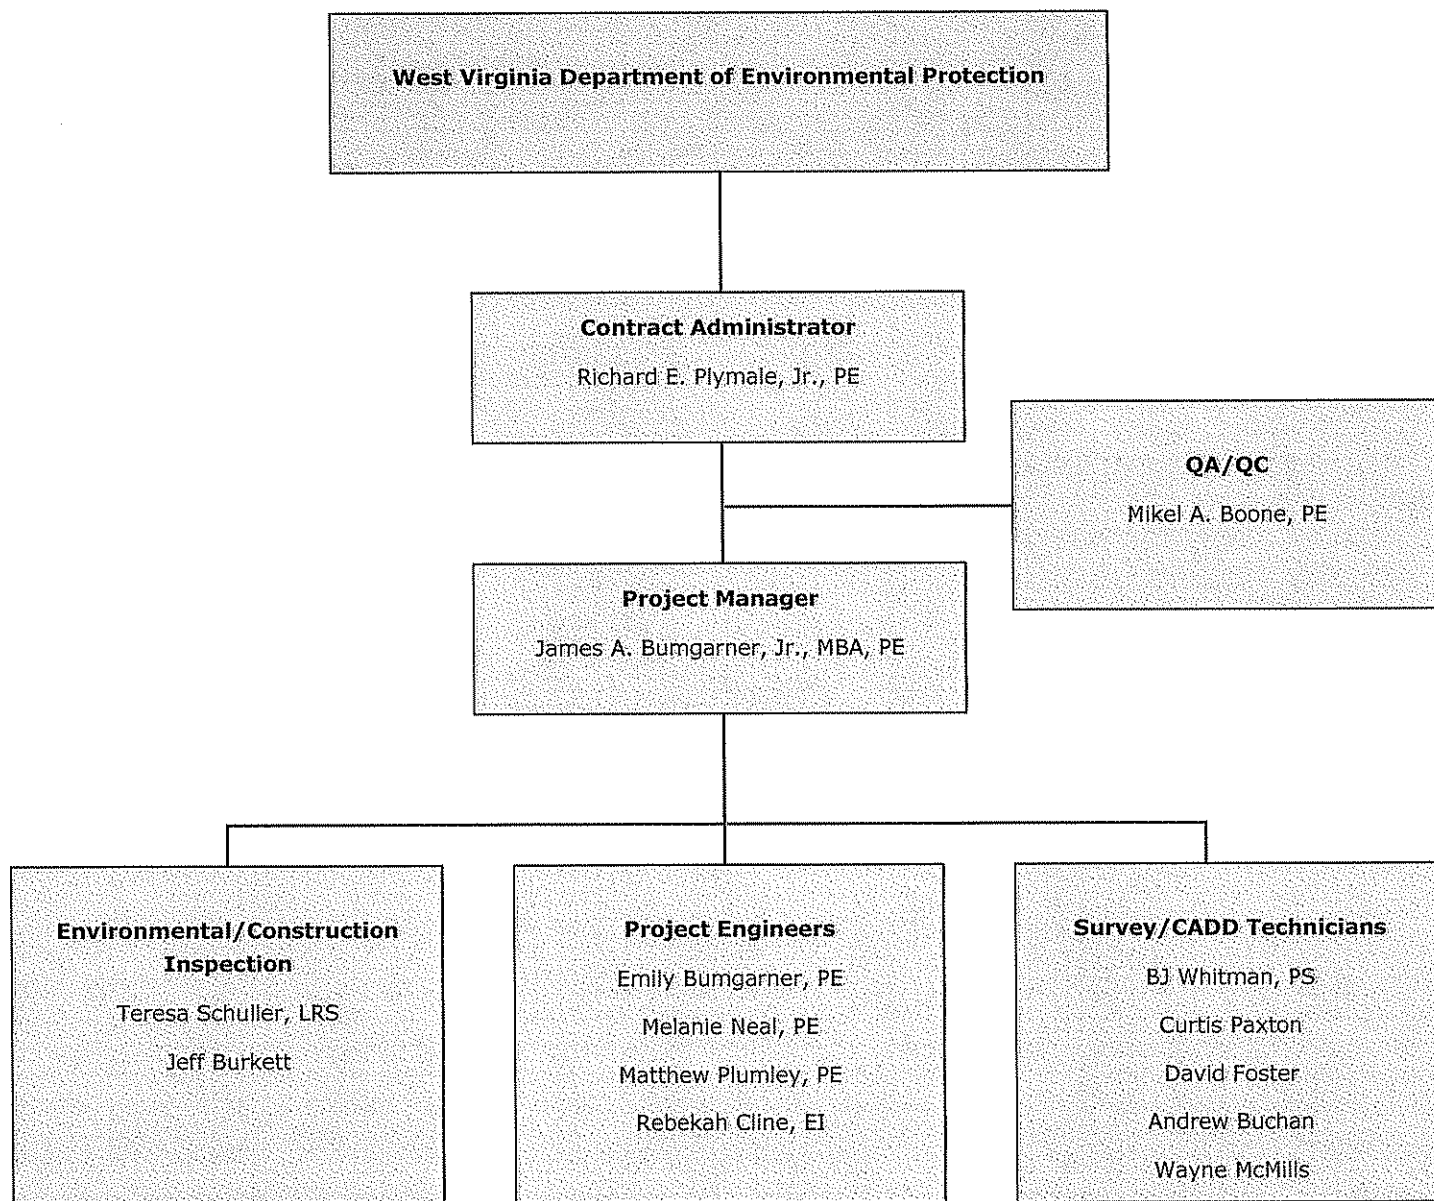 West Virginia Department of Environmental Protection
Contract Administrator
Richard E. Plymale, Jr., PE
QA/QC
Mikel A. Boone, PE
Project Manager
James A. Bumgarner, Jr., MBA, PE
Environmental/Construction
Inspection
Teresa Schuller, LRS
Jeff Burkett
Project Engineers
Emily Bumgarner, PE
Melanie Neal, PE
Matthew Plumley, PE
Rebekah Cline, EI
Survey/CADD Technicians
BJ Whitman, PS
Curtis Paxton
David Foster
Andrew Buchan
Wayne McMills